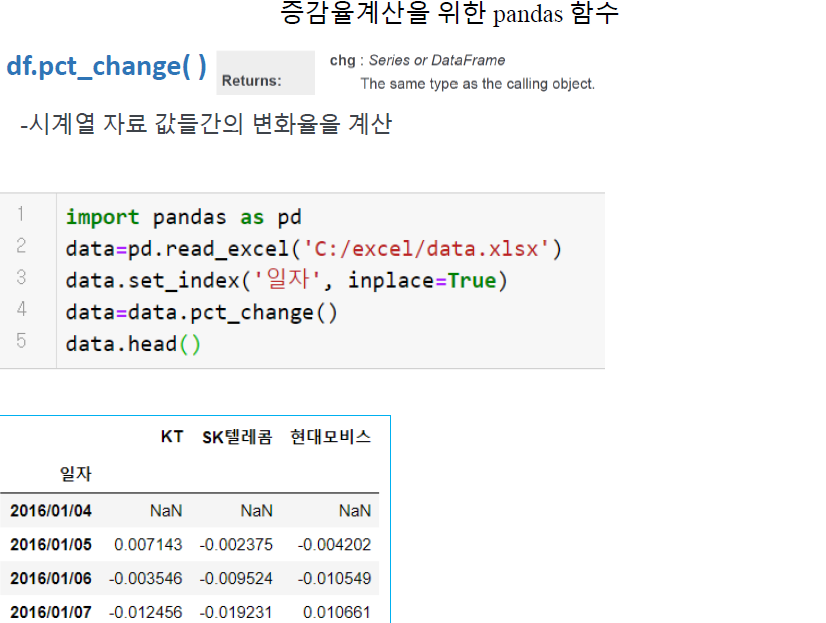 증감율계산을 위한 pandas 함수
df.pct_change( )
Returns:
chg : Series or DataFrame
The same type as the calling object.
-시계열 자료 값들간의 변화율을 계산
1 import pandas as pd
2 data=pd.read_excel('C:/excel/data.xlsx')
3 data.set_index('일자', inplace=True)
4 data=data.pct_change()
5 data.head()
KT SK텔레콤 현대모비스
일자
2016/01/04 NaN NaN NaN
2016/01/05 0.007143 -0.002375 -0.004202
2016/01/06 -0.003546 -0.009524 -0.010549
2016/01/07 -0.012456 -0.019231 0.010661